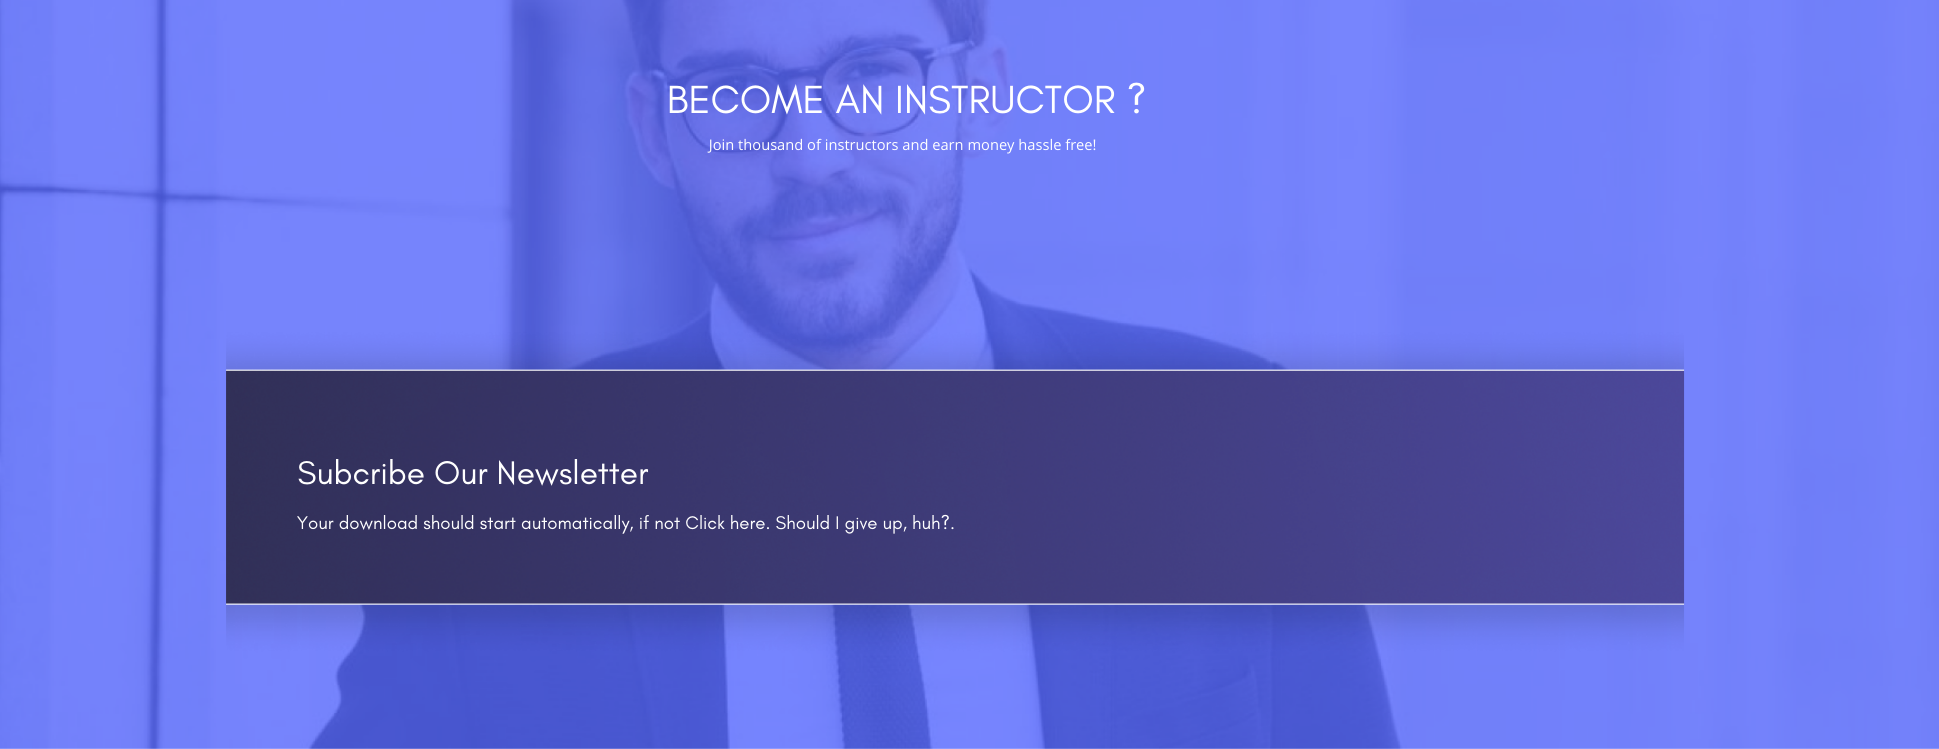 BECOME AN INSTRUCTOR ?
Join thousand of instructors and earn money hassle free!
Subcribe Our Newsletter
Your download should start automatically, if not Click here. Should I give up, huh?.